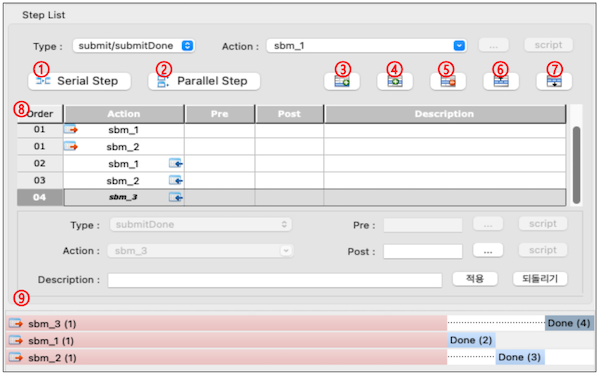 Step List
Type : submit/submitDone Action : sbm_1 ... script
① Serial Step ② Parallel Step ③ ④ ⑤ ⑥ ⑦
⑧ Order Action Pre Post Description
01 sbm_1
01 sbm_2
02 sbm_1
03 sbm_2
04 sbm_3
Type : submitDone Pre : ... script
Action : sbm_3 Post : ... script
Description : 적용 되돌리기
⑨
sbm_3 (1) Done (4)
sbm_1 (1) Done (2)
sbm_2 (1) Done (3)